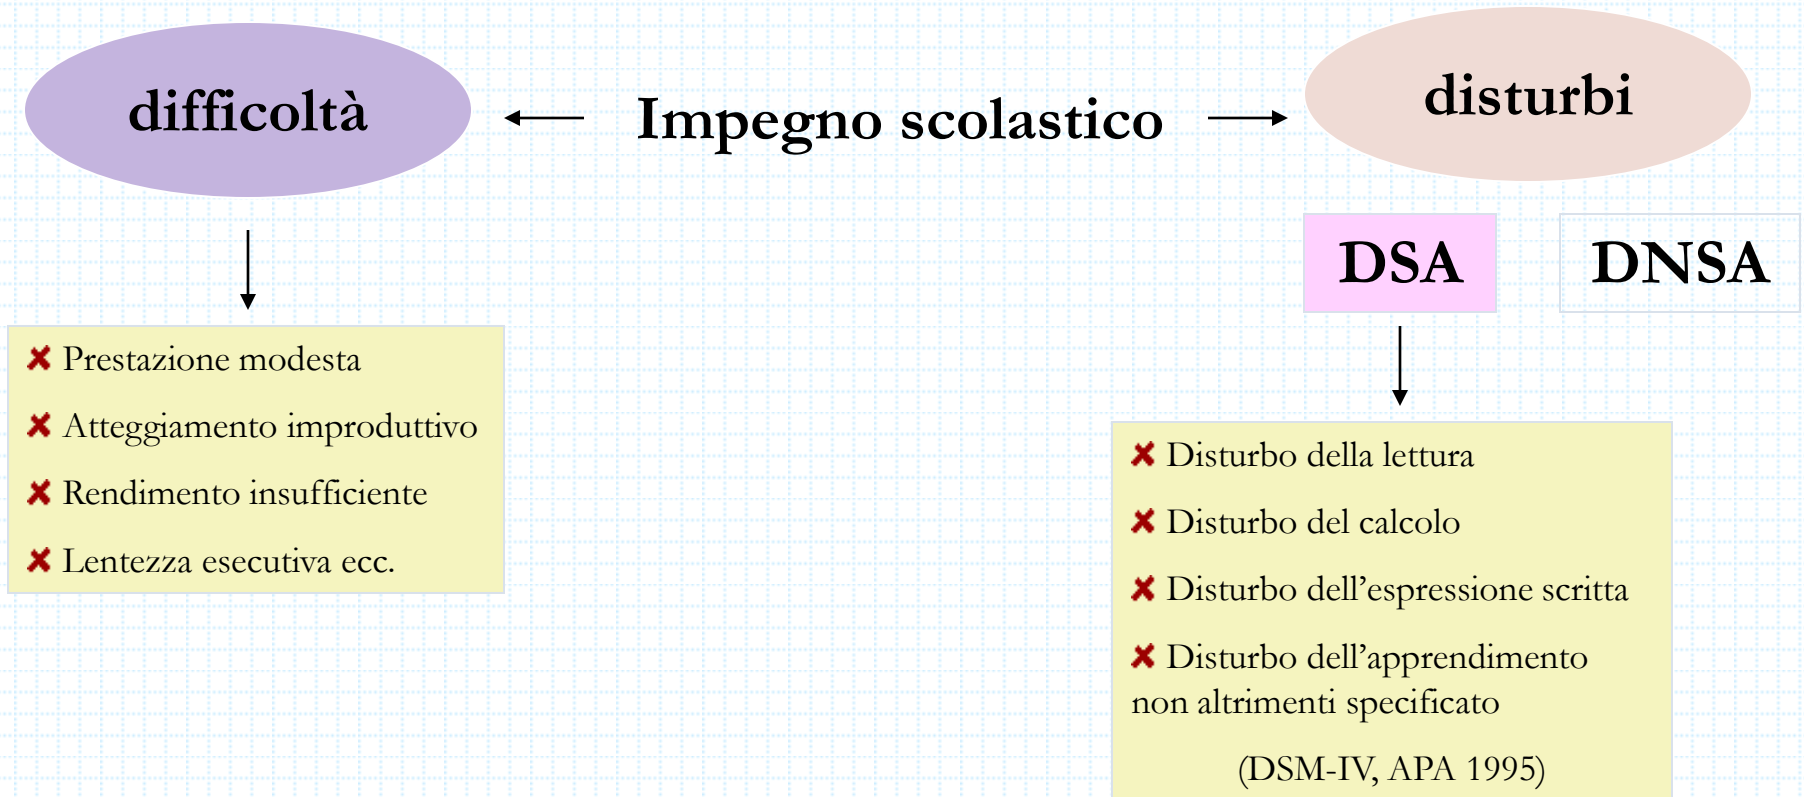 difficoltà
Impegno scolastico
disturbi
DSA
DNSA
✘ Prestazione modesta
✘ Atteggiamento improduttivo
✘ Rendimento insufficiente
✘ Lentezza esecutiva ecc.
✘ Disturbo della lettura
✘ Disturbo del calcolo
✘ Disturbo dell’espressione scritta
✘ Disturbo dell’apprendimento
non altrimenti specificato
(DSM-IV, APA 1995)